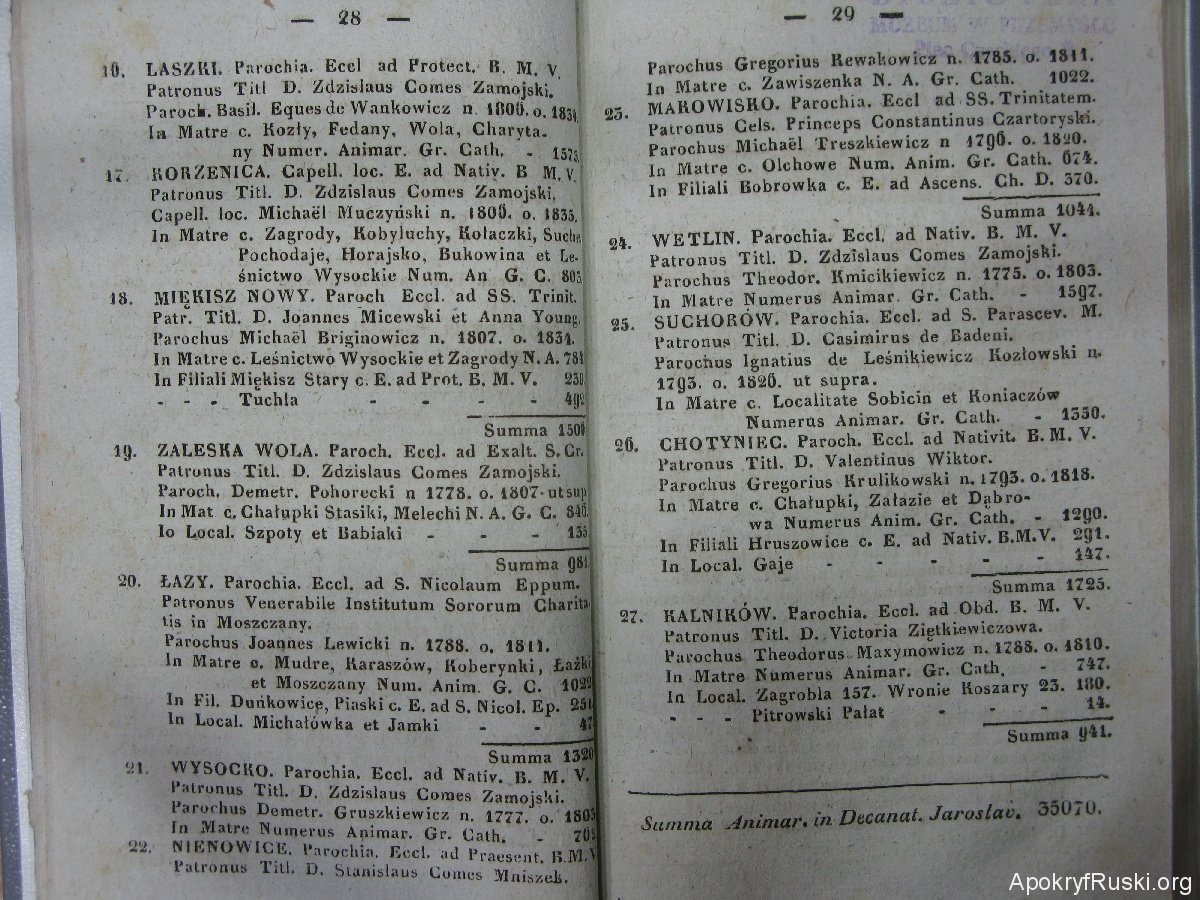 — 28 —
16. LASZKI. Parochia. Eccl ad Protect. B. M. V.
Patronus Titl D. Zdzislaus Comes Zamojski.
Paroch. Basil. Eques de Wankowicz n. 1806. o. 1834.
In Matre c. Kozły, Fedany, Wola, Charyta-
ny Numer. Animar. Gr. Cath. - 1573.
17. KORZENICA. Capell. loc. E. ad Nativ. B M. V.
Patronus Titl. D. Zdzislaus Comes Zamojski,
Capell. loc. Michaël Muczyński n. 1806. o. 1835.
In Matre c. Zagrody, Kobyluchy, Kołaczki, Suche,
Pochodaje, Horajsko, Bukowina et Le-
śnictwo Wysockie Num. An G. C. 803
18. MIĘKISZ NOWY. Paroch Eccl. ad SS. Trinit.
Patr. Titl. D. Joannes Micewski et Anna Young.
Parochus Michaël Briginowicz n. 1807. o. 1834.
In Matre c. Leśnictwo Wysockie et Zagrody N. A. 784
In Filiali Miękisz Stary c. E. ad Prot. B. M. V. 230.
- - - Tuchla - - - - 492
Summa 1506
19. ZALESKA WOLA. Paroch. Eccl. ad Exalt. S. Cr.
Patronus Titl. D. Zdzislaus Comes Zamojski.
Paroch. Demetr. Pohorecki n 1778. o. 1807. ut sup
In Mat c. Chałupki Stasiki, Melechi N. A. G. C. 846.
Io Local. Szpoty et Babiaki - - - 135
Summa 981.
20. ŁAZY. Parochia. Eccl. ad S. Nicolaum Eppum.
Patronus Venerabile Institutum Sororum Charita-
tis in Moszczany.
Parochus Joannes Lewicki n. 1788. o. 1811.
In Matre c. Mudre, Karaszów, Koberynki, Łażki
et Moszczany Num. Anim. G. C. 1022
In Fil. Duńkowice, Piaski c. E. ad S. Nicol. Ep. 251
In Local. Michałówka et Jamki - - 47
Summa 1320
21. WYSOCKO. Parochia. Eccl. ad Nativ. B. M. V.
Patronus Titl. D. Zdzislaus Comes Zamojski.
Parochus Demetr. Gruszkiewicz n. 1777. o. 1803
In Matre Numerus Animar. Gr. Cath. - 762
22. NIENOWICE. Parochia. Eccl. ad Praesent. B.M.V
Patronus Titl. D. Stanislaus Comes Mniszek.
— 29 —
MUZEUM W PRZEMYŚLU
Parochus Gregorius Rewakowicz n. 1785. o. 1811.
In Matre c. Zawiszenka N. A. Gr. Cath. 1022.
23. MAKOWISKO. Parochia. Eccl ad SS. Trinitatem.
Patronus Cels. Princeps Constantinus Czartoryski.
Parochus Michaël Treszkiewicz n 1796. o. 1820.
In Matre c. Olchowe Num. Anim. Gr. Cath. 674.
In Filiali Bobrowka c. E. ad Ascens. Ch. D. 370.
Summa 1044.
24. WETLIN. Parochia. Eccl. ad Nativ. B. M. V.
Patronus Titl. D. Zdzislaus Comes Zamojski.
Parochus Theodor. Kmicikiewicz n. 1775. o. 1803.
In Matre Numerus Animar. Gr. Cath. - 1597.
25. SUCHORÓW. Parochia. Eccl. ad S. Parascev. M.
Patronus Titl. D. Casimirus de Badeni.
Parochus Ignatius de Leśnikiewicz Kozłowski n.
1793. o. 1826. ut supra.
In Matre c. Localitate Sobicin et Koniaczów
Numerus Animar. Gr. Cath. - 1350.
26. CHOTYNIEC. Paroch. Eccl. ad Nativit. B. M. V.
Patronus Titl. D. Valentinus Wiktor.
Parochus Gregorius Krulikowski n. 1793. o. 1818.
In Matre c. Chałupki, Załazie et Dąbro-
wa Numerus Anim. Gr. Cath. - 1290.
In Filiali Hruszowice c. E. ad Nativ. B.M.V. 291.
In Local. Gaje - - - - - 147.
Summa 1725.
27. KALNIKÓW. Parochia. Eccl. ad Obd. B. M. V.
Patronus Titl. D. Victoria Ziętkiewiczowa.
Parochus Theodorus Maxymowicz n. 1788. o. 1810.
In Matre Numerus Animar. Gr. Cath. - 747.
In Local. Zagrobla 157. Wronie Koszary 23. 180.
- - - Pitrowski Pałat - - - 14.
Summa 941.
Summa Animar. in Decanat. Jaroslav. 35070.
ApokryfRuski.org